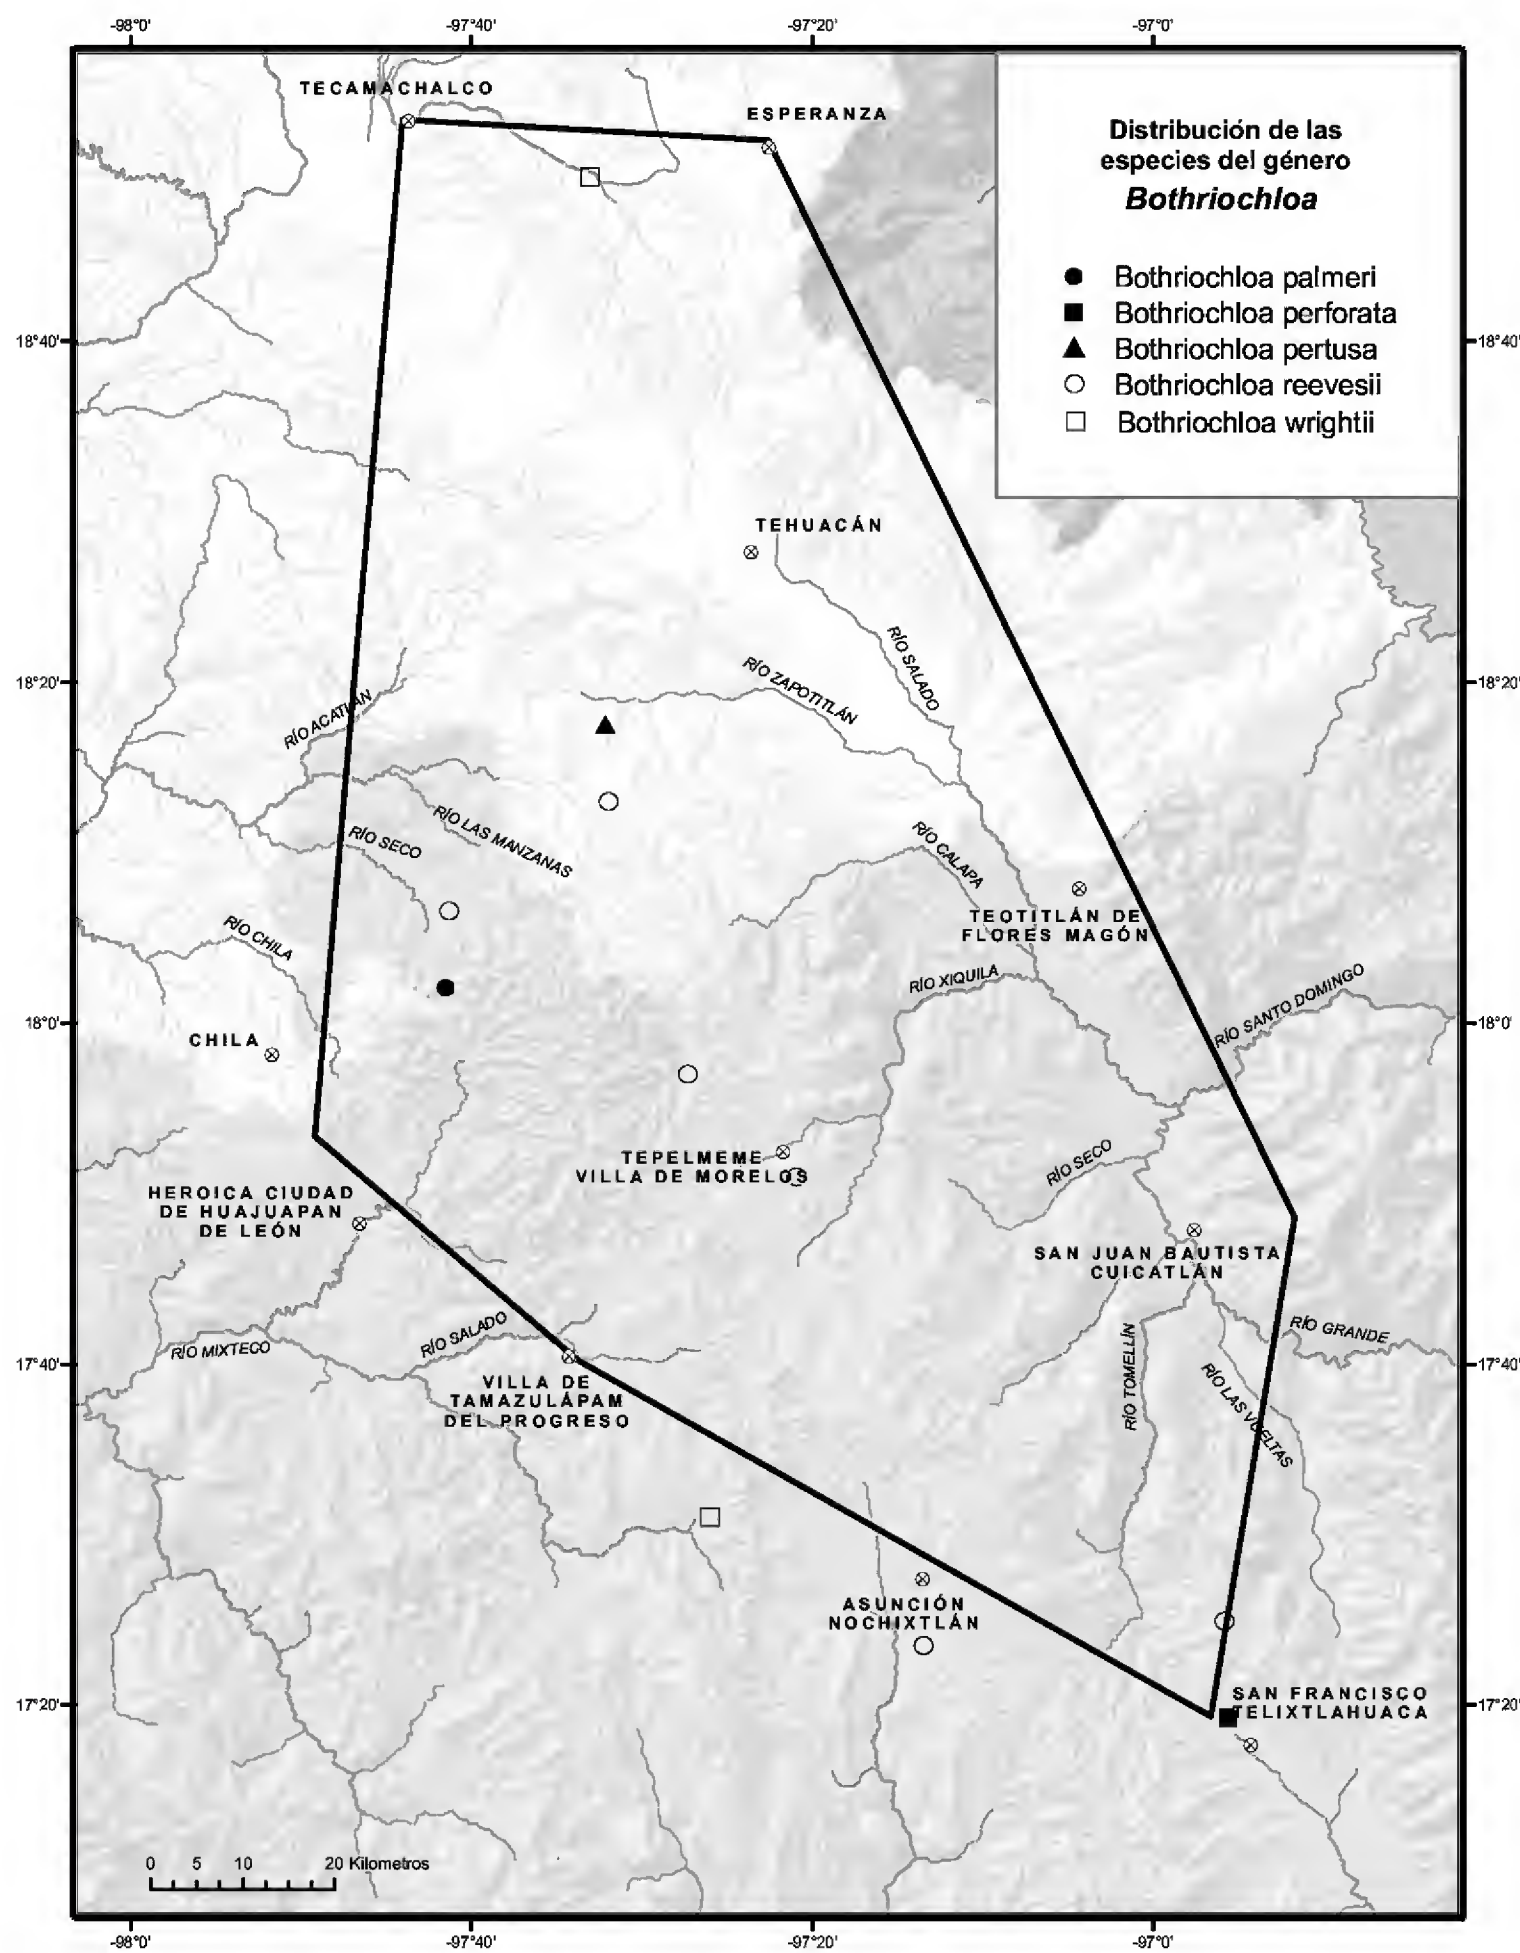 -98°0'
-97°40'
-97°20'
-97°0'
TECAMACHALCO
ESPERANZA
Distribución de las
especies del género
Bothriochloa
Bothriochloa palmeri
Bothriochloa perforata
Bothriochloa pertusa
Bothriochloa reevesii
Bothriochloa wrightii
18°40'
18°40'
TEHUACÁN
RÍO SALADO
18°20'
18°20'
RÍO ZAPOTITLÁN
RÍO ACATLÁN
RÍO LAS MANZANAS
RÍO SECO
RÍO CALAPA
TEOTITLÁN DE
FLORES MAGÓN
RÍO CHILA
RÍO XIQUILA
RÍO SANTO DOMINGO
18°0'
18°0'
CHILA
TEPELMEME
VILLA DE MORELOS
RÍO SECO
HEROICA CIUDAD
DE HUAJUAPAN
DE LEÓN
SAN JUAN BAUTISTA
CUICATLÁN
RÍO SALADO
RÍO MIXTECO
RÍO GRANDE
RÍO TOMELLÍN
17°40'
17°40'
RÍO LAS VUELTAS
VILLA DE
TAMAZULÁPAM
DEL PROGRESO
ASUNCIÓN
NOCHIXTLÁN
17°20'
17°20'
SAN FRANCISCO
TELIXTLAHUACA
0 5 10 20 Kilometros
-98°0'
-97°40'
-97°20'
-97°0'